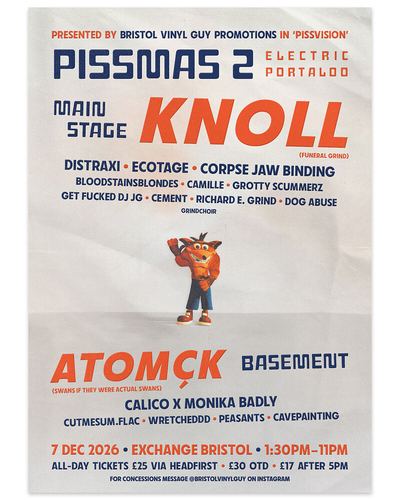 PRESENTED BY BRISTOL VINYL GUY PROMOTIONS IN 'PISSVISION'
PISSMAS 2
ELECTRIC
PORTALOO
MAIN
STAGE
KNOLL
(FUNERAL GRIND)
DISTRAXI • ECOTAGE • CORPSE JAW BINDING
BLOODSTAINSBLONDES • CAMILLE • GROTTY SCUMMERZ
GET FUCKED DJ JG • CEMENT • RICHARD E. GRIND • DOG ABUSE
GRINDCHOIR
ATOMÇK
(SWANS IF THEY WERE ACTUAL SWANS)
BASEMENT
CALICO X MONIKA BADLY
CUTMESUM.FLAC • WRETCHEDDD • PEASANTS • CAVEPAINTING
7 DEC 2026 • EXCHANGE BRISTOL • 1:30PM-11PM
ALL-DAY TICKETS £25 VIA HEADFIRST • £30 OTD • £17 AFTER 5PM
FOR CONCESSIONS MESSAGE @BRISTOLVINYLGUY ON INSTAGRAM